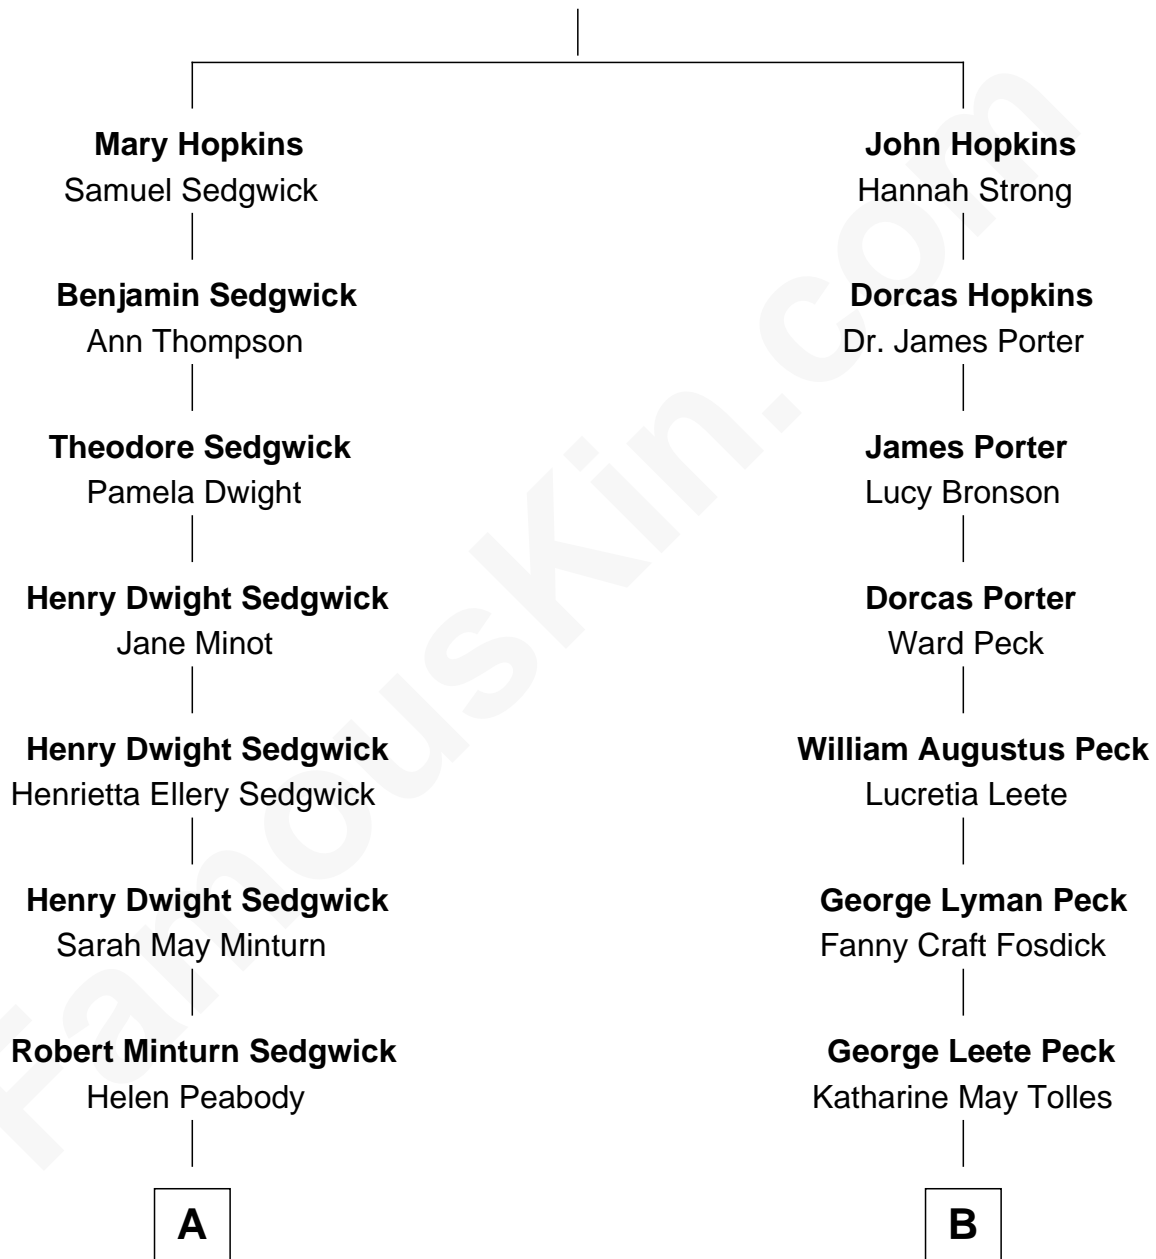 Mary Hopkins
Samuel Sedgwick
Benjamin Sedgwick
Ann Thompson
Theodore Sedgwick
Pamela Dwight
Henry Dwight Sedgwick
Jane Minot
Henry Dwight Sedgwick
Henrietta Ellery Sedgwick
Henry Dwight Sedgwick
Sarah May Minturn
Robert Minturn Sedgwick
Helen Peabody
A
John Hopkins
Hannah Strong
Dorcas Hopkins
Dr. James Porter
James Porter
Lucy Bronson
Dorcas Porter
Ward Peck
William Augustus Peck
Lucretia Leete
George Lyman Peck
Fanny Craft Fosdick
George Leete Peck
Katharine May Tolles
B
FamousKin.com